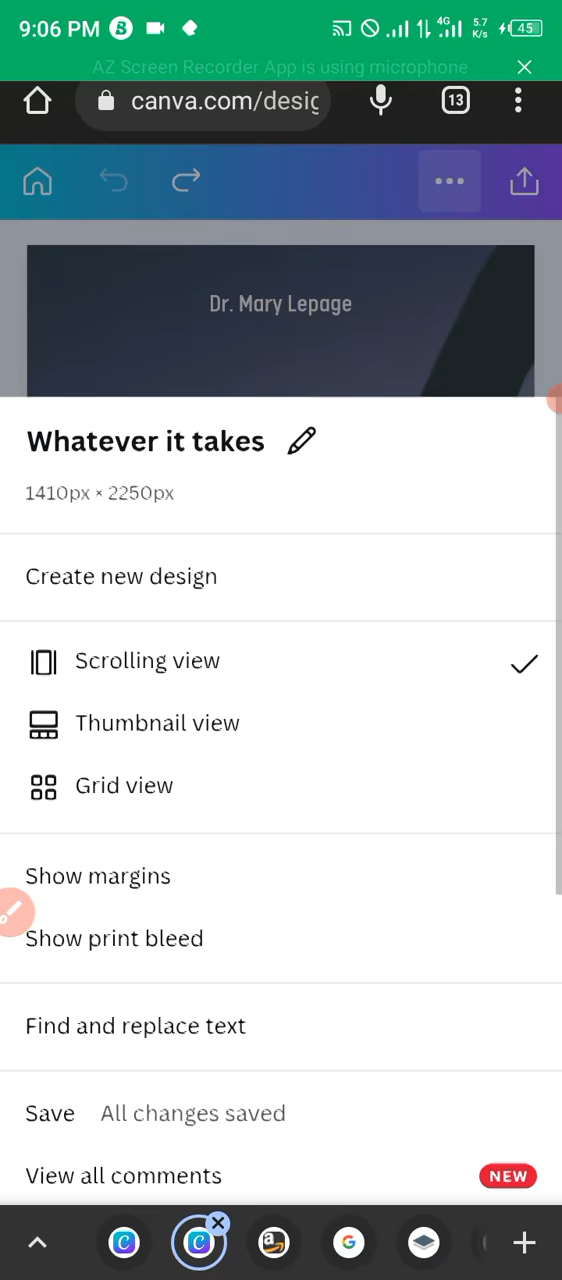 9:06 PM
4G
5.7
K/s
45
AZ Screen Recorder App is using microphone
canva.com/desig
13
Dr. Mary Lepage
Whatever it takes
1410px × 2250px
Create new design
Scrolling view
Thumbnail view
Grid view
Show margins
Show print bleed
Find and replace text
Save All changes saved
View all comments NEW